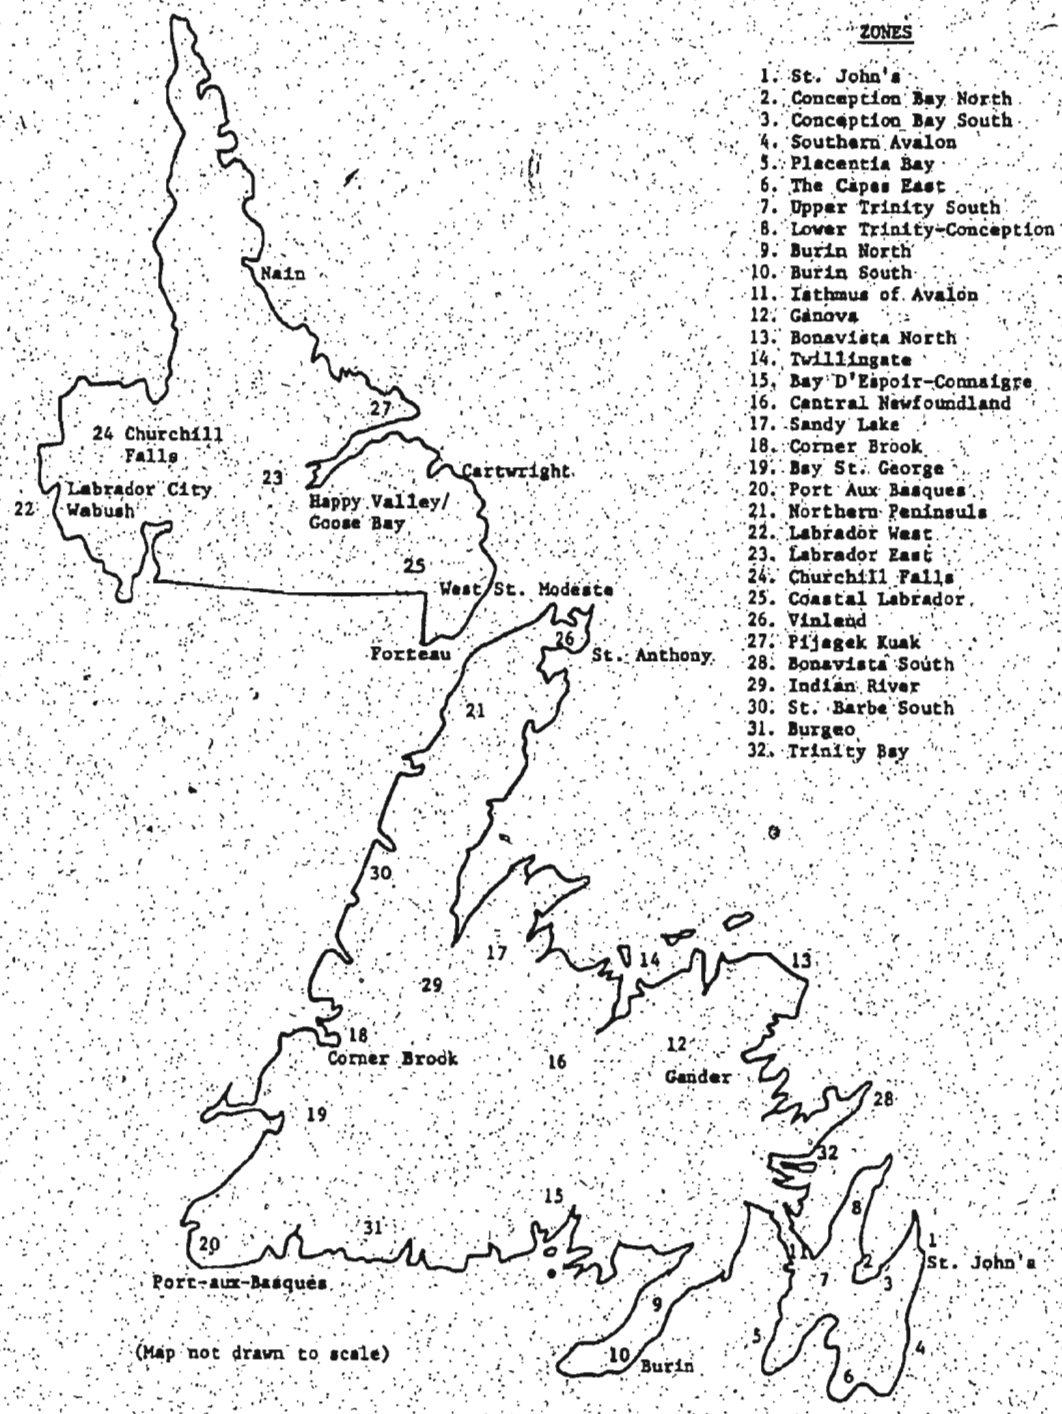 ZONES
1. St. John's
2. Conception Bay North
3. Conception Bay South
4. Southern Avalon
5. Placentia Bay
6. The Capes East
7. Upper Trinity South
8. Lower Trinity-Conception
9. Burin North
10. Burin South
11. Isthmus of Avalon
12. Ganova
13. Bonavista North
14. Twillingate
15. Bay D'Espoir-Connaigre
16. Central Newfoundland
17. Sandy Lake
18. Corner Brook
19. Bay St. George
20. Port Aux Basques
21. Northern Peninsula
22. Labrador West
23. Labrador East
24. Churchill Falls
25. Coastal Labrador
26. Vinland
27. Pijagek Kuak
28. Bonavista South
29. Indian River
30. St. Barbe South
31. Burgeo
32. Trinity Bay
Nain
27
24 Churchill
Falls
23
Cartwright
Labrador City
22 Wabush
Happy Valley/
Goose Bay
25
West St. Modeste
26
Forteau
St. Anthony
21
30
17
14
13
29
18
Corner Brook
16
12
Gander
28
19
32
15
8
31
20
1
11
2
St. John's
7
3
Port-aux-Basques
9
5
4
(Map not drawn to scale)
10 Burin
6